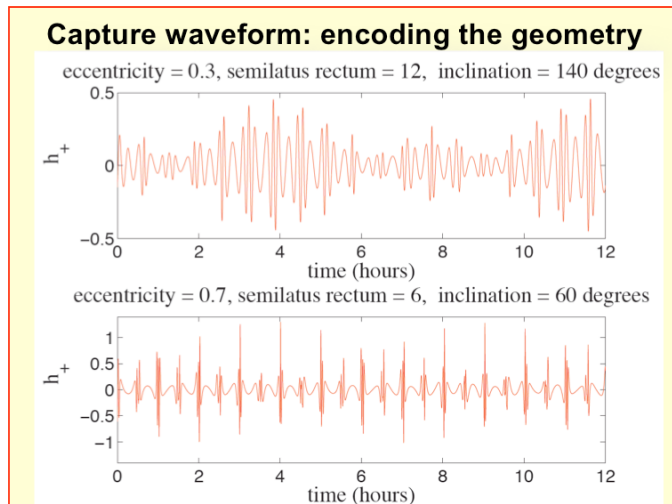 Capture waveform: encoding the geometry
eccentricity = 0.3, semilatus rectum = 12, inclination = 140 degrees
0.5
h+
0
−0.5
0 2 4 6 8 10 12
time (hours)
eccentricity = 0.7, semilatus rectum = 6, inclination = 60 degrees
1
0.5
h+
0
−0.5
−1
0 2 4 6 8 10 12
time (hours)